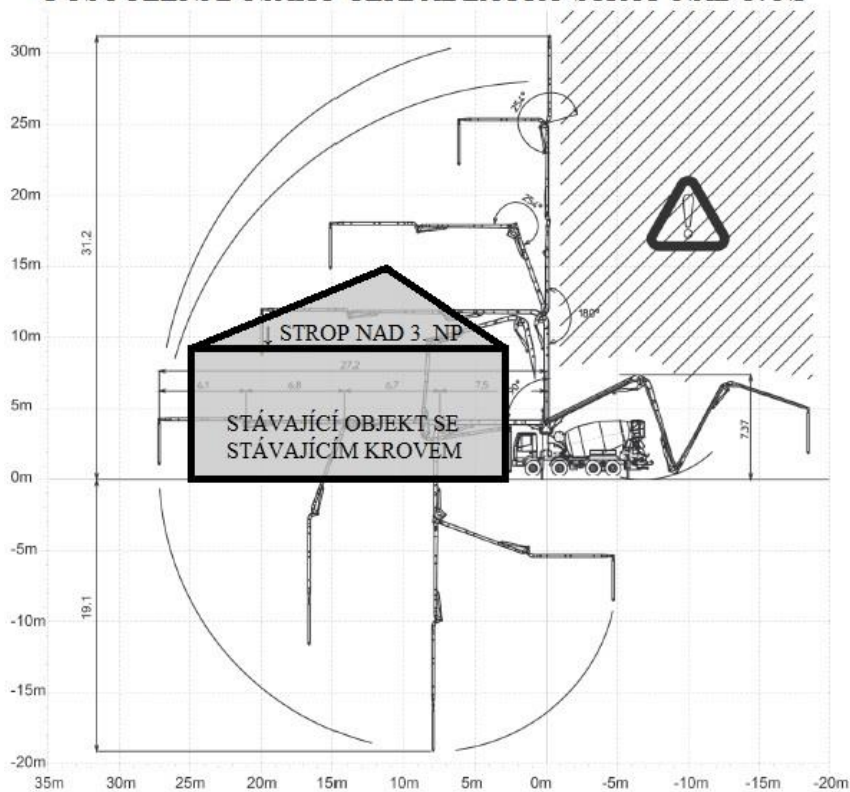 30m
25m
20m
15m
10m
5m
0m
-5m
-10m
-15m
-20m
35m 30m 25m 20m 15m 10m 5m 0m -5m -10m -15m -20m
31.2
19.1
180°
↓ STROP NAD 3. NP
27.2
6,1 6,8 6,7 7,5
STÁVAJÍCÍ OBJEKT SE
STÁVAJÍCÍM KROVEM
7,37
!